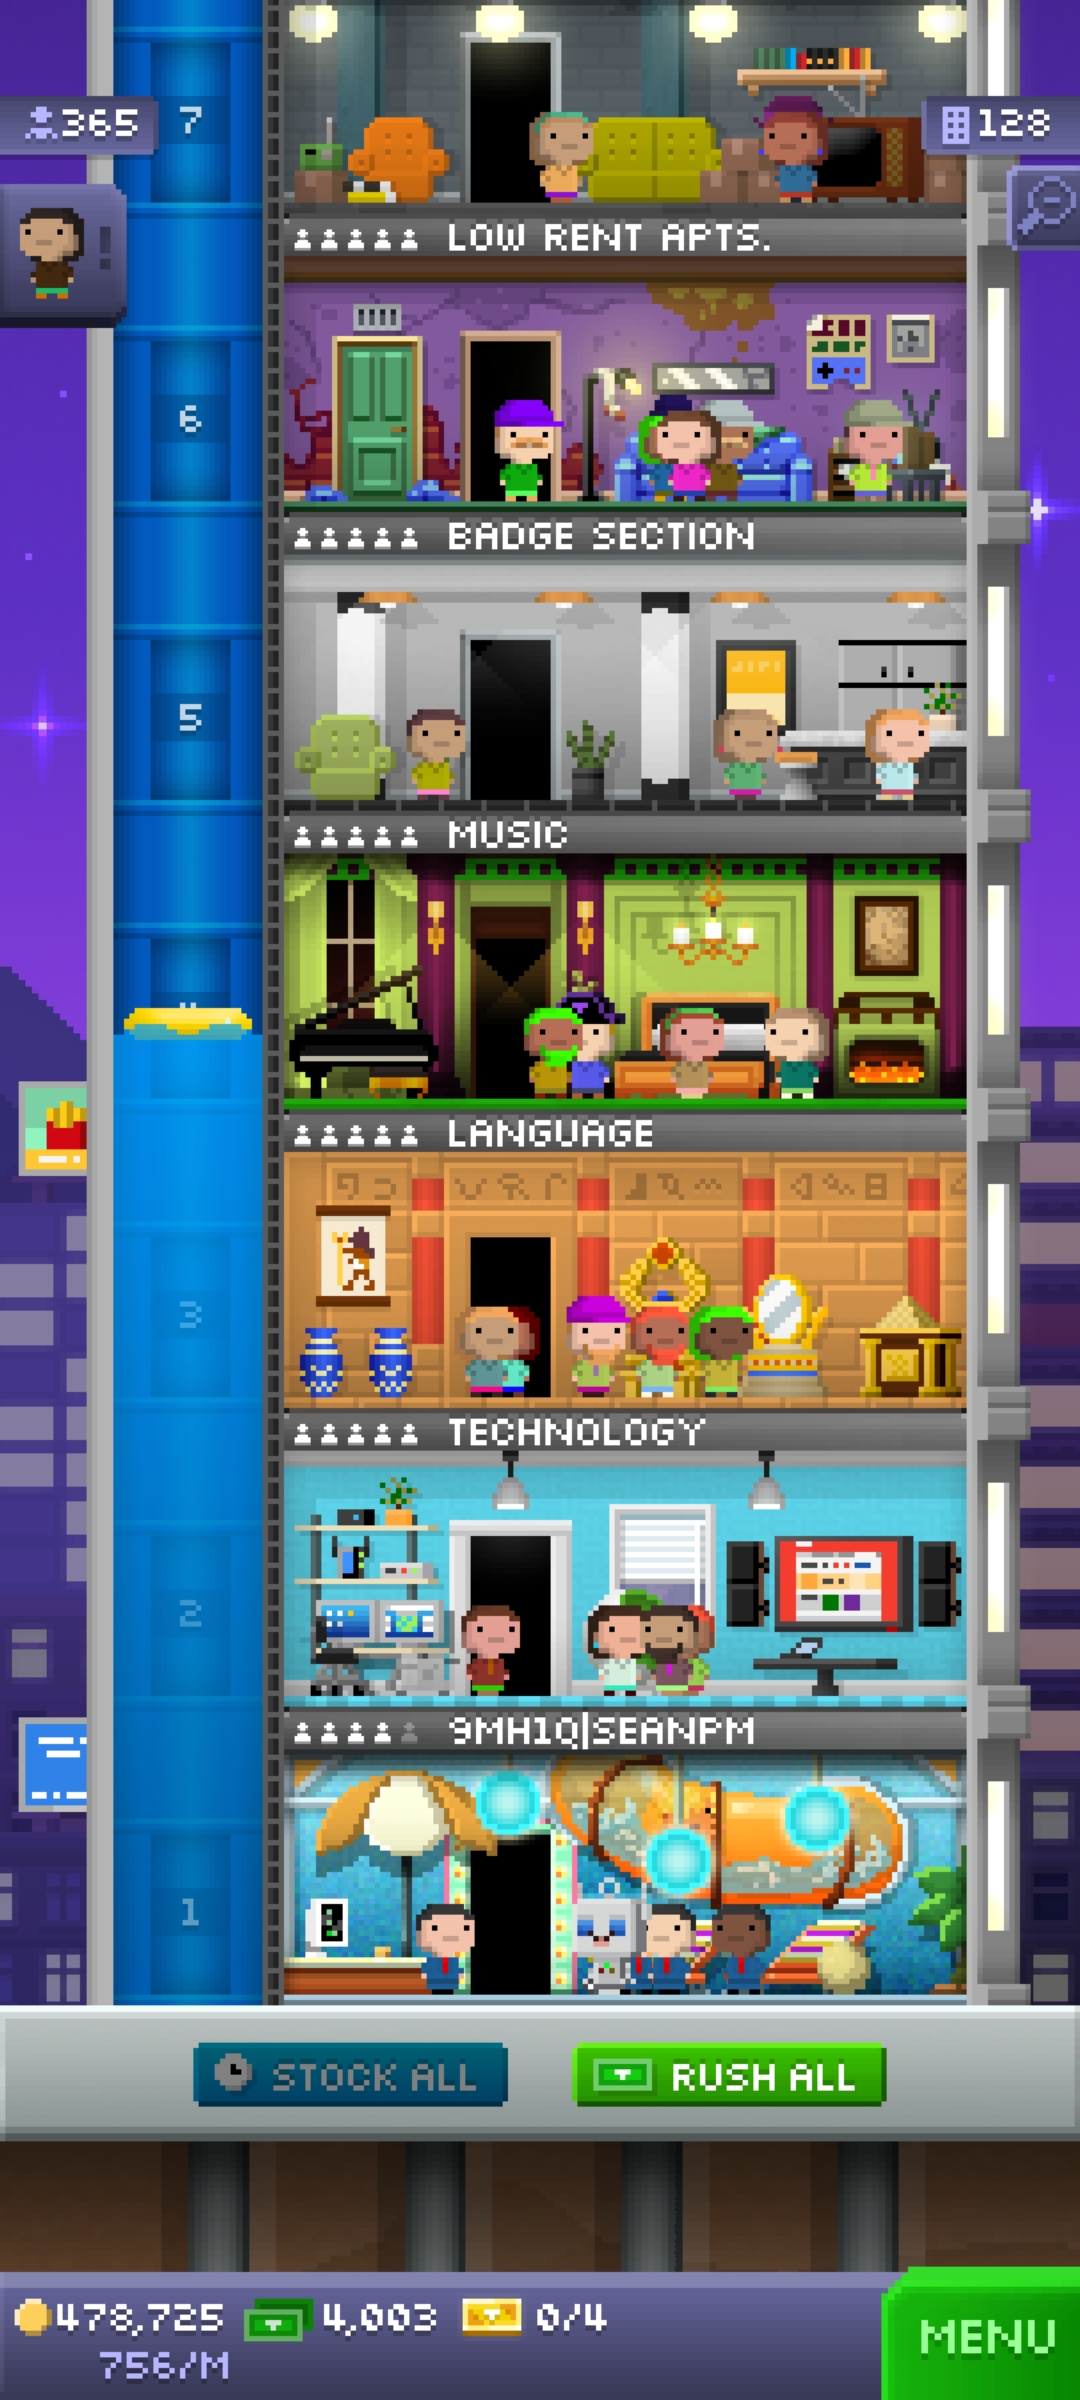 7
365
128
LOW RENT APTS.
6
BADGE SECTION
5
MUSIC
LANGUAGE
3
TECHNOLOGY
2
9MH1Q|SEANPM
1
STOCK ALL
RUSH ALL
478,725
4,003
0/4
756/M
MENU